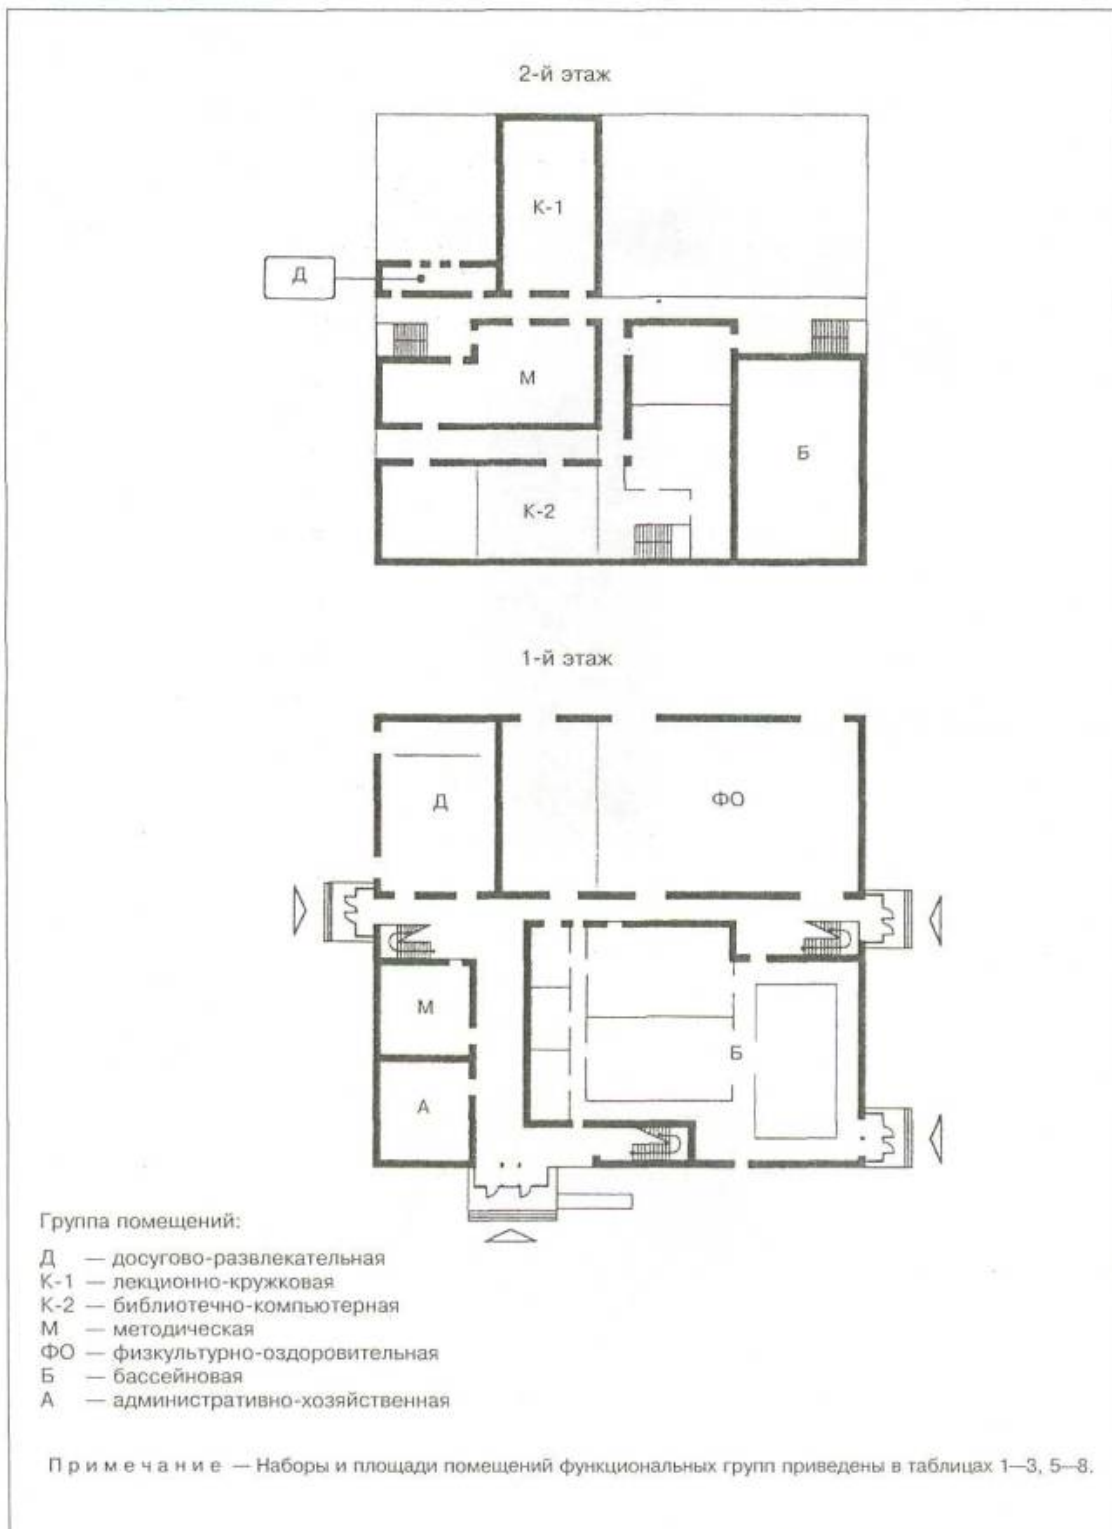 2-й этаж
К-1
Д
М
Б
К-2
1-й этаж
Д
ФО
М
Б
А
Группа помещений:
Д — досугово-развлекательная
К-1 — лекционно-кружковая
К-2 — библиотечно-компьютерная
М — методическая
ФО — физкультурно-оздоровительная
Б — бассейновая
А — административно-хозяйственная
Примечание — Наборы и площади помещений функциональных групп приведены в таблицах 1—3, 5—8.